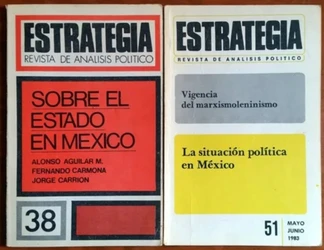 ESTRATEGIA
REVISTA DE ANALISIS POLITICO
SOBRE EL
ESTADO
EN MEXICO
ALONSO AGUILAR M.
FERNANDO CARMONA
JORGE CARRION
38
ESTRATEGIA
REVISTA DE ANALISIS POLITICO
Vigencia
del marxismoleninismo
La situación política
en México
51
MAYO
JUNIO
1983